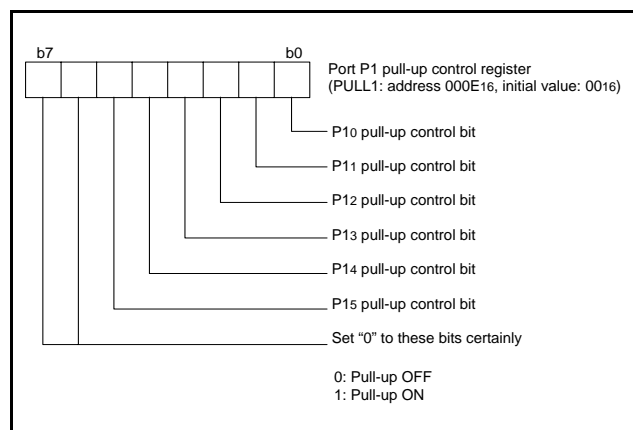 b7 b0
Port P1 pull-up control register
(PULL1: address 000E16, initial value: 0016)
P10 pull-up control bit
P11 pull-up control bit
P12 pull-up control bit
P13 pull-up control bit
P14 pull-up control bit
P15 pull-up control bit
Set “0” to these bits certainly
0: Pull-up OFF
1: Pull-up ON